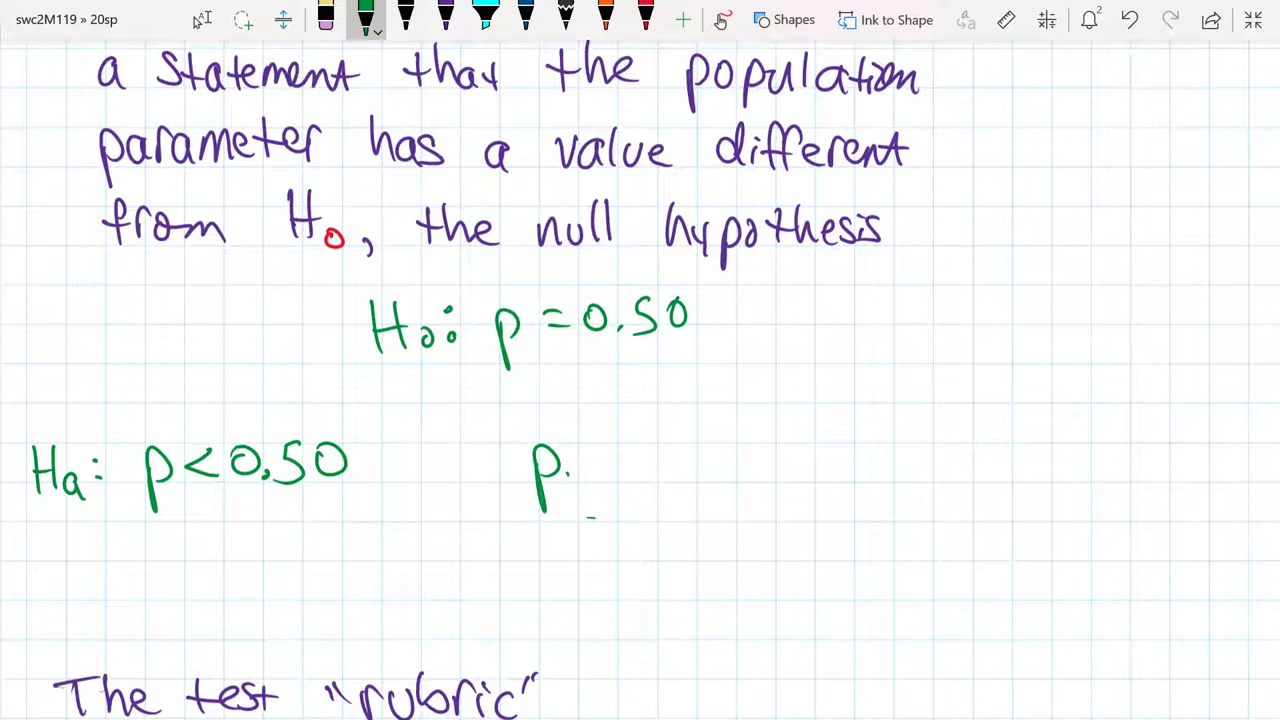 swc2M119 » 20sp
Shapes
Ink to Shape
a statement that the population
parameter has a value different
from H₀, the null hypothesis
H₀: p = 0.50
Ha: p < 0.50 p
The test "rubric"